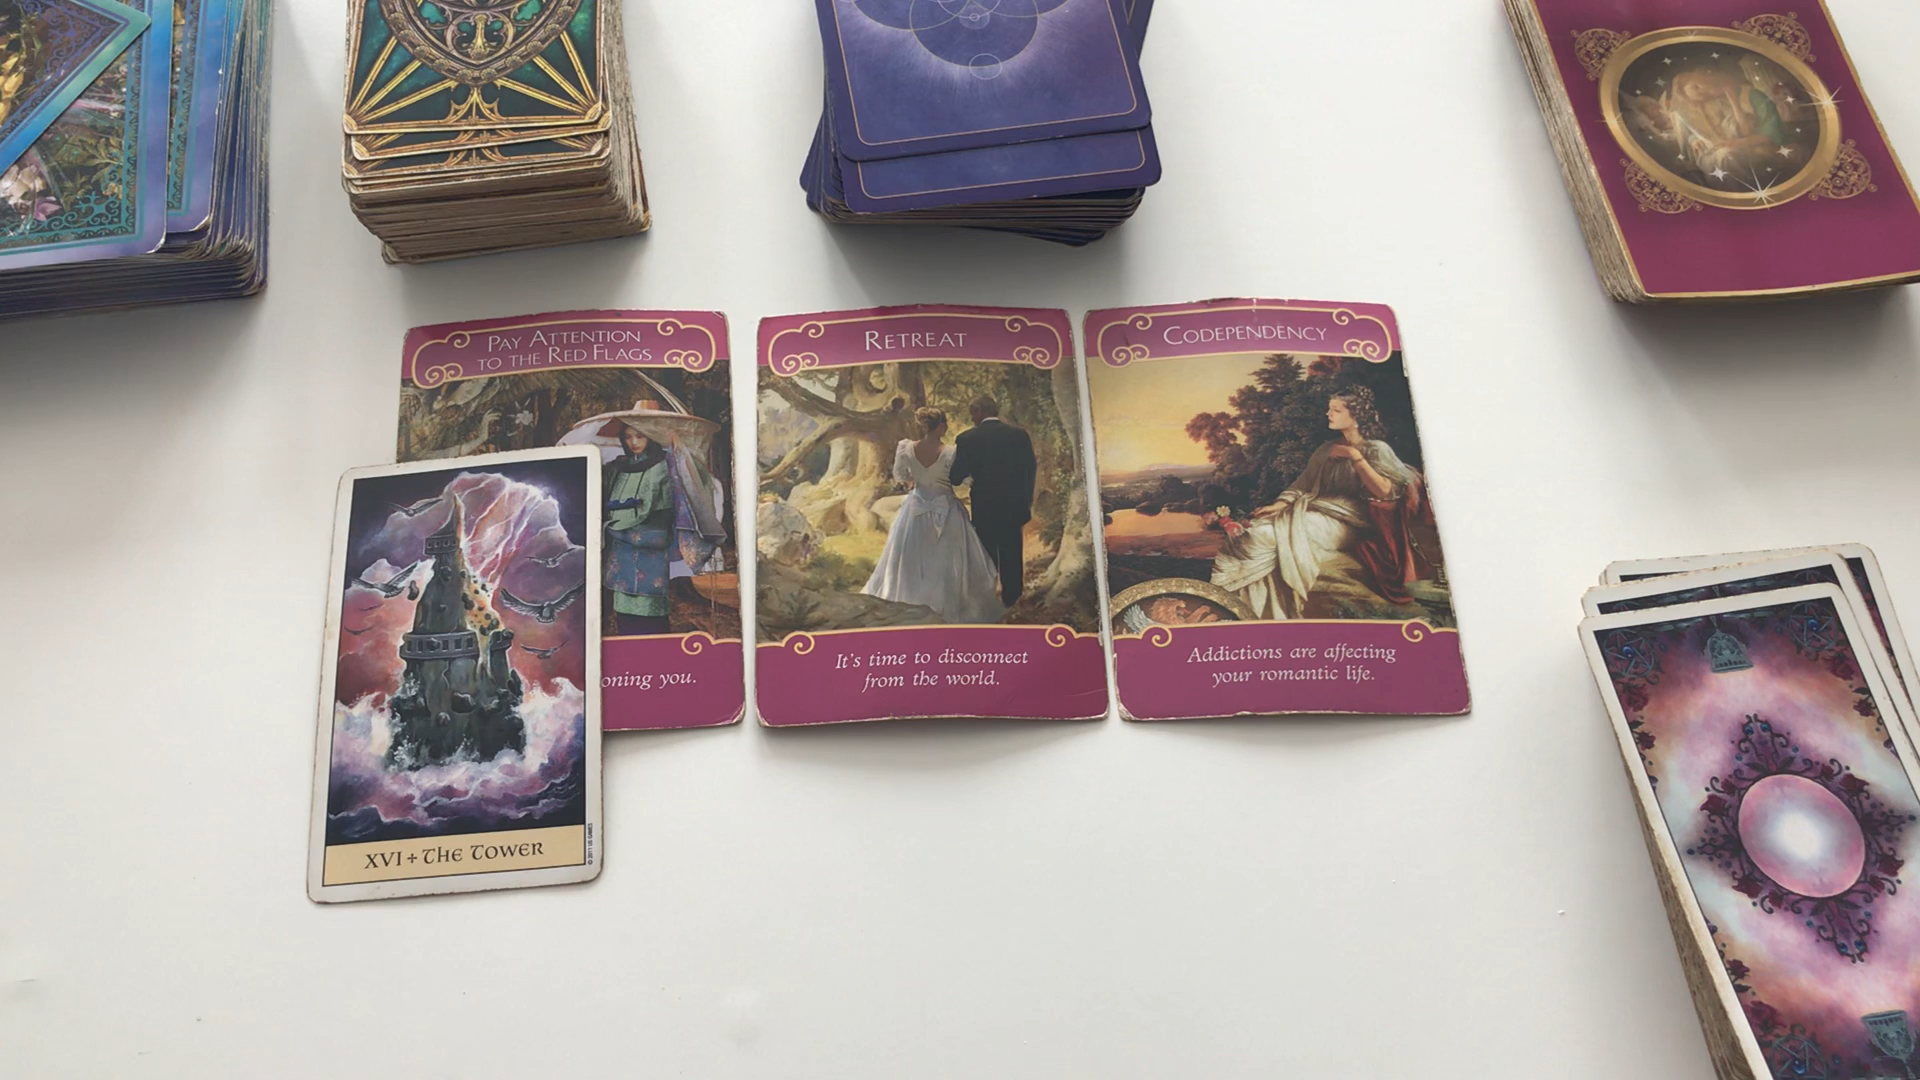 PAY ATTENTION
TO THE RED FLAGS
RETREAT
CODEPENDENCY
oning you.
It's time to disconnect
from the world.
Addictions are affecting
your romantic life.
XVI + THE TOWER